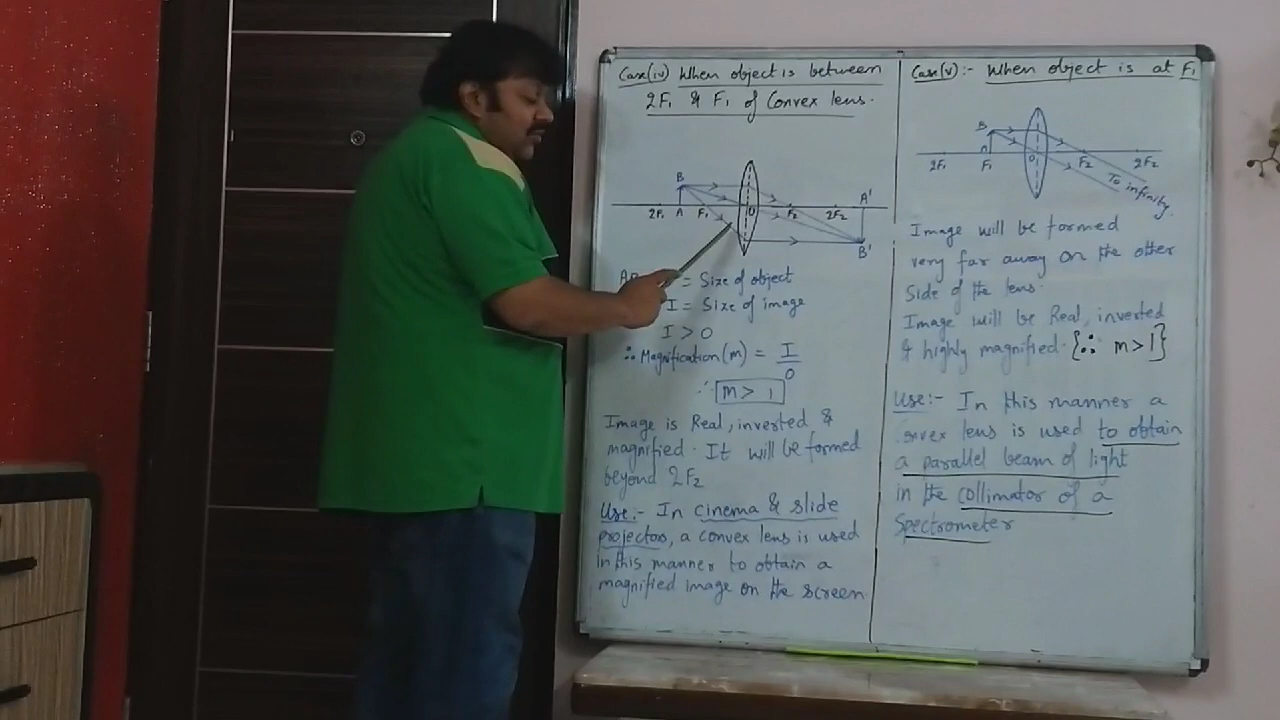 Case(iv) When object is between
2F₁ & F₁ of Convex lens.
B
A'
2F₁ A F₁ O F₂ 2F₂
B'
= Size of object
I = Size of image
I > O
∴ Magnification (m) = I
O
∴ m > 1
Image is Real, inverted &
magnified. It will be formed
beyond 2F₂
Use:- In cinema & slide
projectors, a convex lens is used
in this manner to obtain a
magnified image on the screen.
Case(v):- When object is at F₁
B
2F₁ F₁ O F₂ 2F₂
To infinity.
Image will be formed
very far away on the other
side of the lens.
Image will be Real, inverted
& highly magnified. {∴ m > 1}
Use:- In this manner a
convex lens is used to obtain
a parallel beam of light
in the collimator of a
Spectrometer